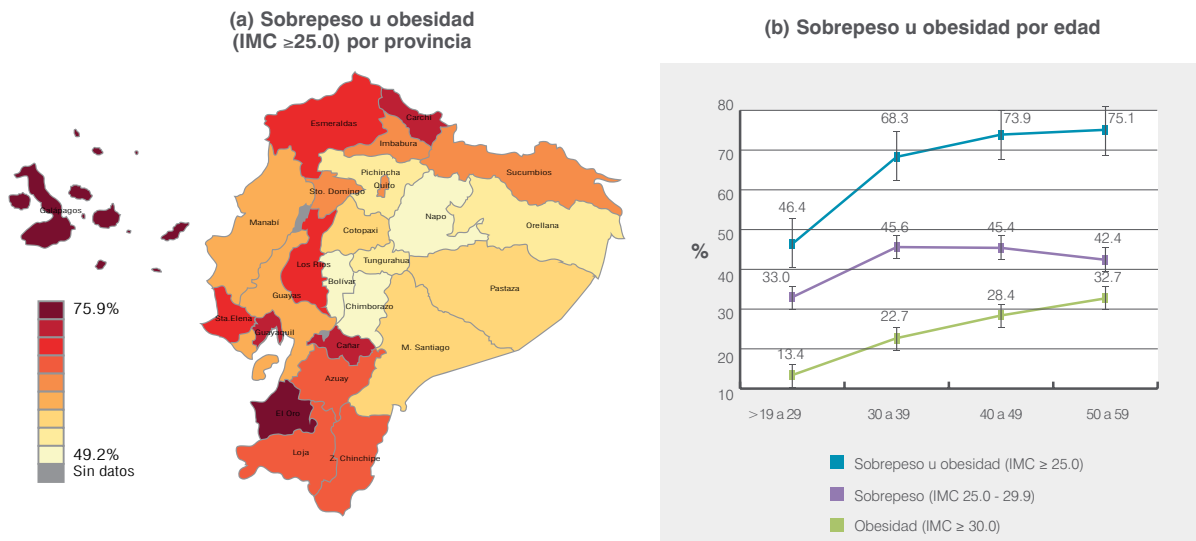 (a) Sobrepeso u obesidad
(IMC ≥25.0) por provincia
Esmeraldas
Carchi
Imbabura
Sucumbios
Pichincha
Quito
Sto. Domingo
Galápagos
Manabí
Napo
Orellana
Cotopaxi
Los Ríos
Tungurahua
Bolívar
Pastaza
Guayas
Chimborazo
Sta.Elena
Guayaquil
Cañar
M. Santiago
Azuay
El Oro
Loja
Z. Chinchipe
75.9%
49.2%
Sin datos
(b) Sobrepeso u obesidad por edad
%
80
70
60
50
40
30
20
10
46.4
68.3
73.9
75.1
33.0
45.6
45.4
42.4
13.4
22.7
28.4
32.7
>19 a 29
30 a 39
40 a 49
50 a 59
Sobrepeso u obesidad (IMC ≥ 25.0)
Sobrepeso (IMC 25.0 - 29.9)
Obesidad (IMC ≥ 30.0)